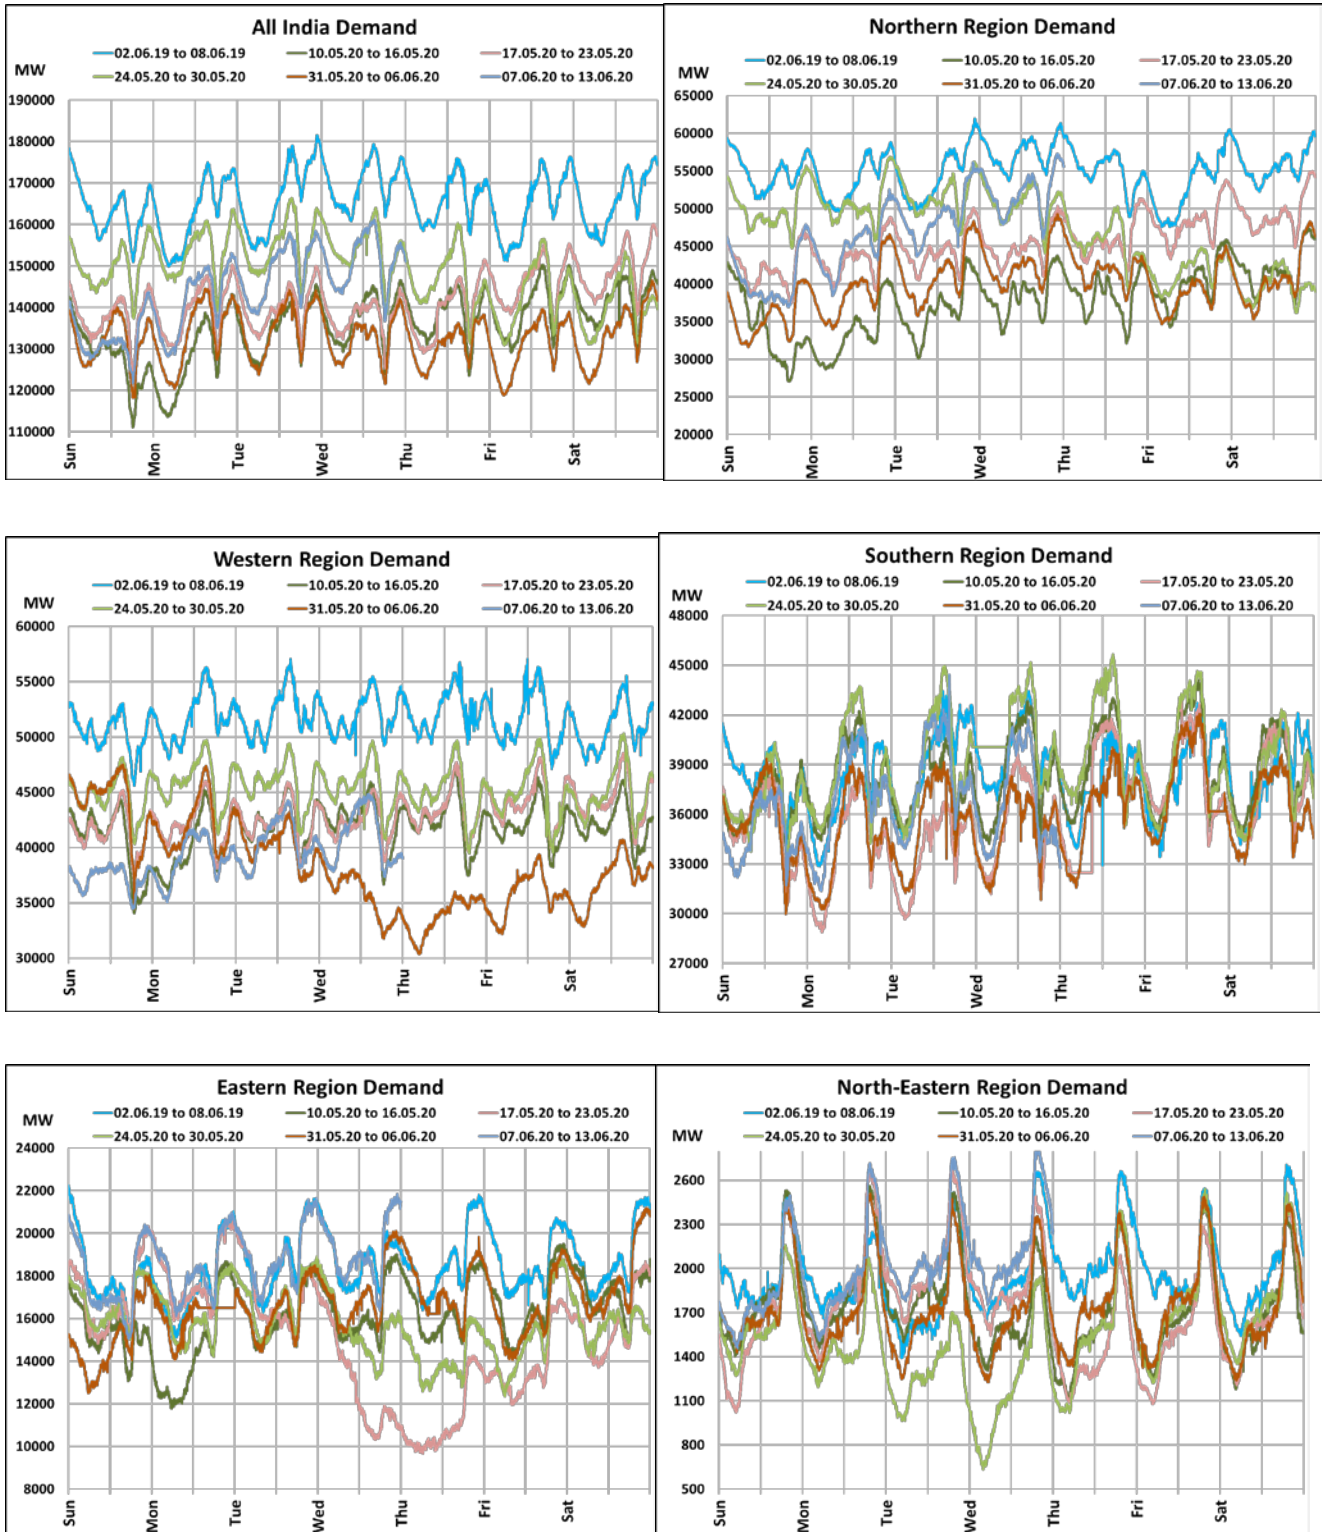 All India Demand
02.06.19 to 08.06.19 10.05.20 to 16.05.20 17.05.20 to 23.05.20
24.05.20 to 30.05.20 31.05.20 to 06.06.20 07.06.20 to 13.06.20
MW
190000
180000
170000
160000
150000
140000
130000
120000
110000
Sun Mon Tue Wed Thu Fri Sat
Northern Region Demand
02.06.19 to 08.06.19 10.05.20 to 16.05.20 17.05.20 to 23.05.20
24.05.20 to 30.05.20 31.05.20 to 06.06.20 07.06.20 to 13.06.20
MW
65000
60000
55000
50000
45000
40000
35000
30000
25000
20000
Sun Mon Tue Wed Thu Fri Sat
Western Region Demand
02.06.19 to 08.06.19 10.05.20 to 16.05.20 17.05.20 to 23.05.20
24.05.20 to 30.05.20 31.05.20 to 06.06.20 07.06.20 to 13.06.20
MW
60000
55000
50000
45000
40000
35000
30000
Sun Mon Tue Wed Thu Fri Sat
Southern Region Demand
02.06.19 to 08.06.19 10.05.20 to 16.05.20 17.05.20 to 23.05.20
24.05.20 to 30.05.20 31.05.20 to 06.06.20 07.06.20 to 13.06.20
MW
48000
45000
42000
39000
36000
33000
30000
27000
Sun Mon Tue Wed Thu Fri Sat
Eastern Region Demand
02.06.19 to 08.06.19 10.05.20 to 16.05.20 17.05.20 to 23.05.20
24.05.20 to 30.05.20 31.05.20 to 06.06.20 07.06.20 to 13.06.20
MW
24000
22000
20000
18000
16000
14000
12000
10000
8000
Sun Mon Tue Wed Thu Fri Sat
North-Eastern Region Demand
02.06.19 to 08.06.19 10.05.20 to 16.05.20 17.05.20 to 23.05.20
24.05.20 to 30.05.20 31.05.20 to 06.06.20 07.06.20 to 13.06.20
MW
2600
2300
2000
1700
1400
1100
800
500
Sun Mon Tue Wed Thu Fri Sat